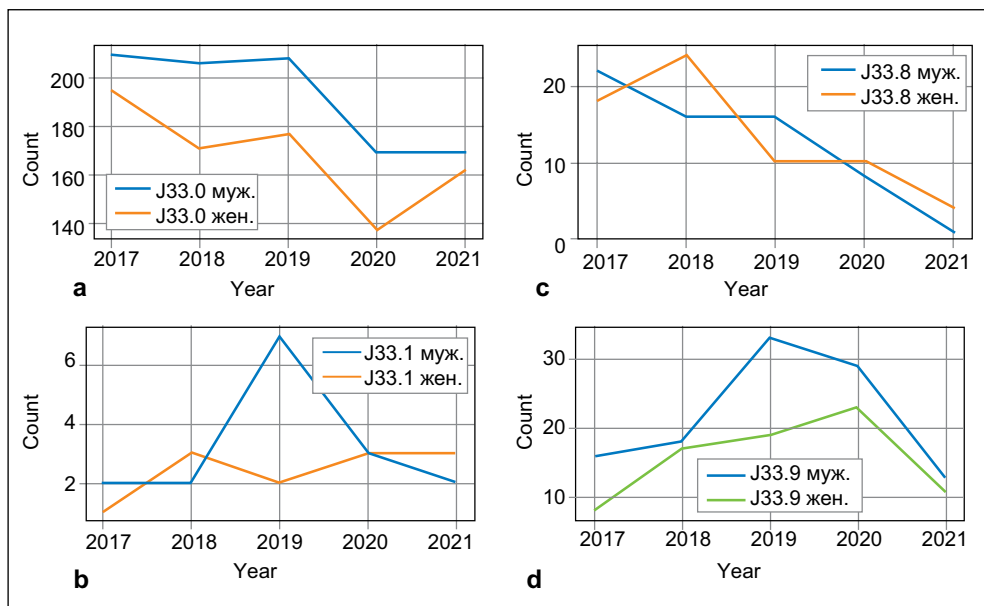 200
180
160
140
Count
J33.0 муж.
J33.0 жен.
2017 2018 2019 2020 2021
Year
a
20
10
0
Count
J33.8 муж.
J33.8 жен.
2017 2018 2019 2020 2021
Year
c
6
4
2
Count
J33.1 муж.
J33.1 жен.
2017 2018 2019 2020 2021
Year
b
30
20
10
Count
J33.9 муж.
J33.9 жен.
2017 2018 2019 2020 2021
Year
d